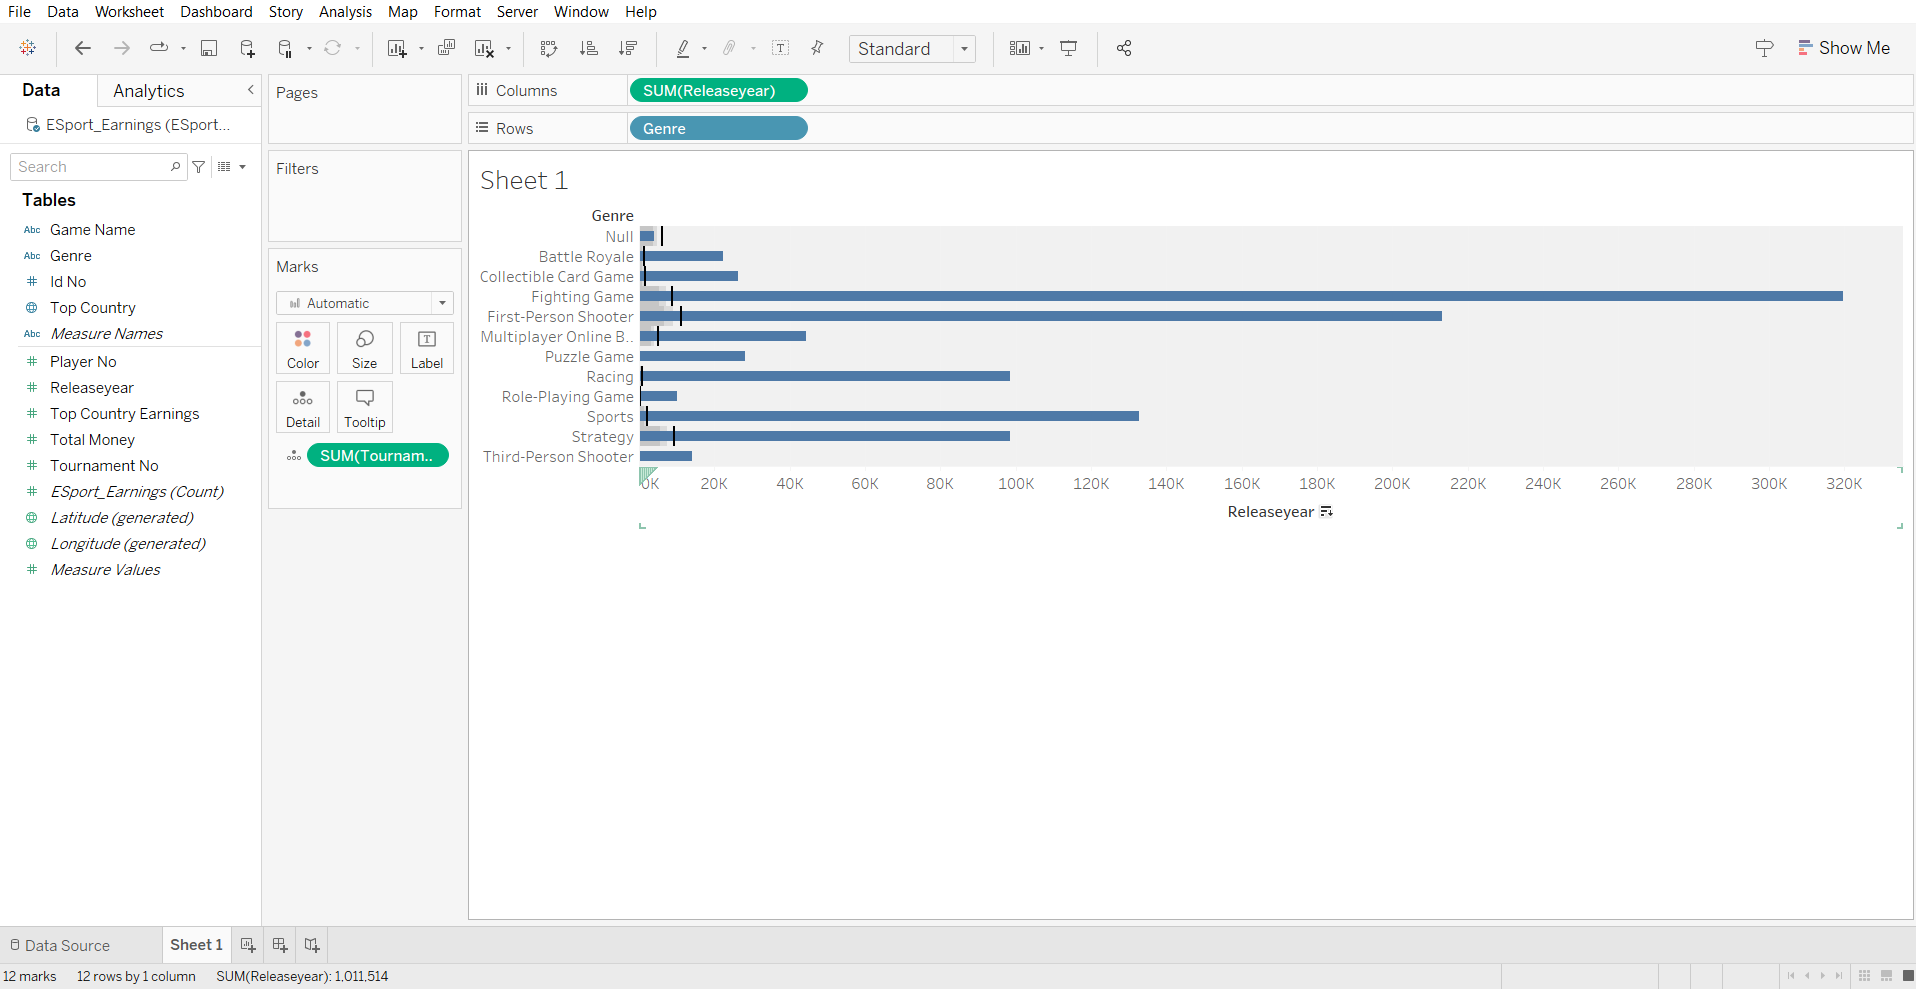 File Data Worksheet Dashboard Story Analysis Map Format Server Window Help
Standard
Show Me
Data
Analytics
ESport_Earnings (ESport...
Search
Tables
Abc Game Name
Abc Genre
# Id No
Top Country
Abc Measure Names
# Player No
# Releaseyear
# Top Country Earnings
# Total Money
# Tournament No
# ESport_Earnings (Count)
Latitude (generated)
Longitude (generated)
# Measure Values
Pages
Filters
Marks
Automatic
Color
Size
T
Label
Detail
Tooltip
SUM(Tournam..
Columns
SUM(Releaseyear)
Rows
Genre
Sheet 1
Genre
Null
Battle Royale
Collectible Card Game
Fighting Game
First-Person Shooter
Multiplayer Online B..
Puzzle Game
Racing
Role-Playing Game
Sports
Strategy
Third-Person Shooter
0K 20K 40K 60K 80K 100K 120K 140K 160K 180K 200K 220K 240K 260K 280K 300K 320K
Releaseyear
Data Source
Sheet 1
12 marks
12 rows by 1 column
SUM(Releaseyear): 1,011,514